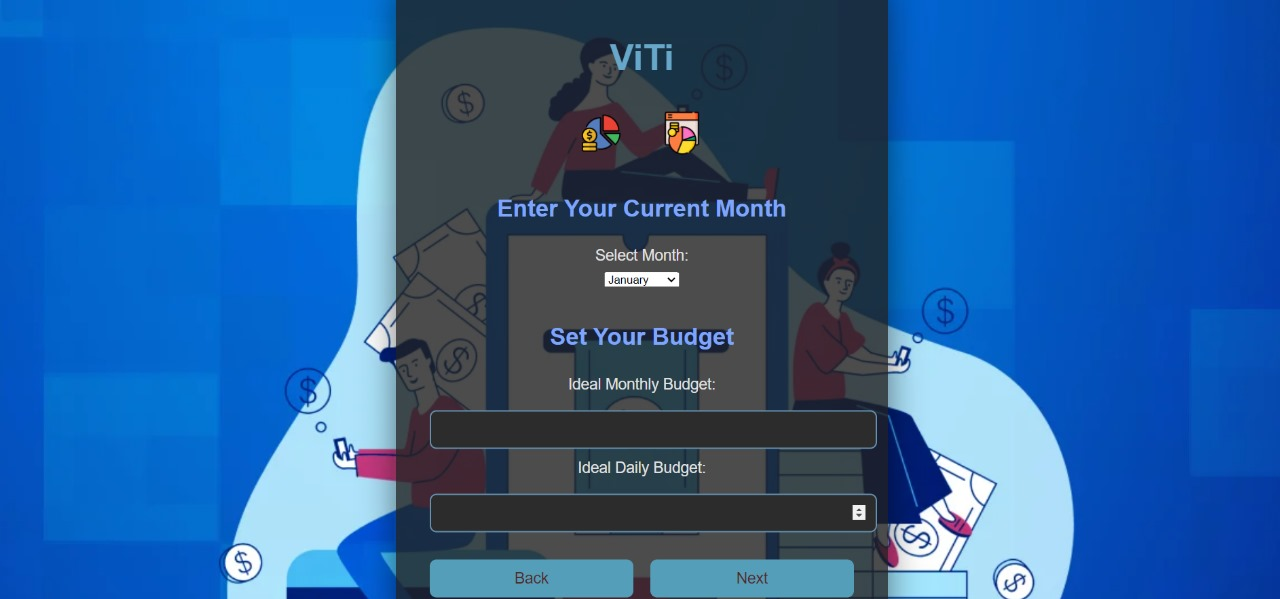 ViTi
Enter Your Current Month
Select Month:
January
Set Your Budget
Ideal Monthly Budget:
Ideal Daily Budget:
Back Next